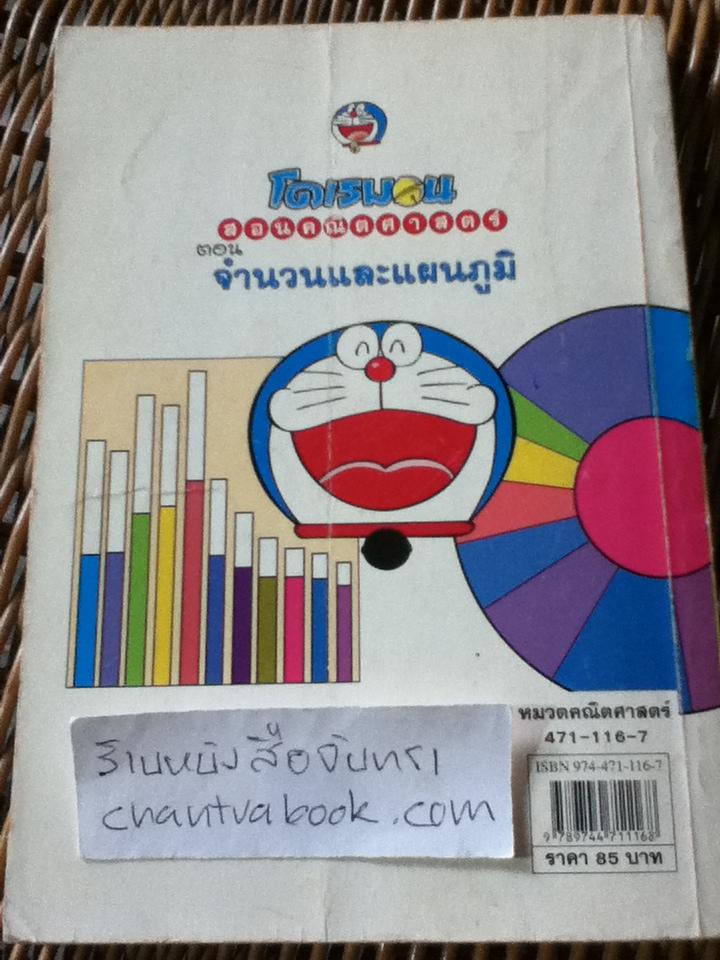 โดเรมอน
สอนคณิตศาสตร์
ตอน
จำนวนและแผนภูมิ
หมวดคณิตศาสตร์
471-116-7
ISBN 974-471-116-7
9 789744 711168
ราคา 85 บาท
ร้านหนังสือจันทรา
chantrabook.com